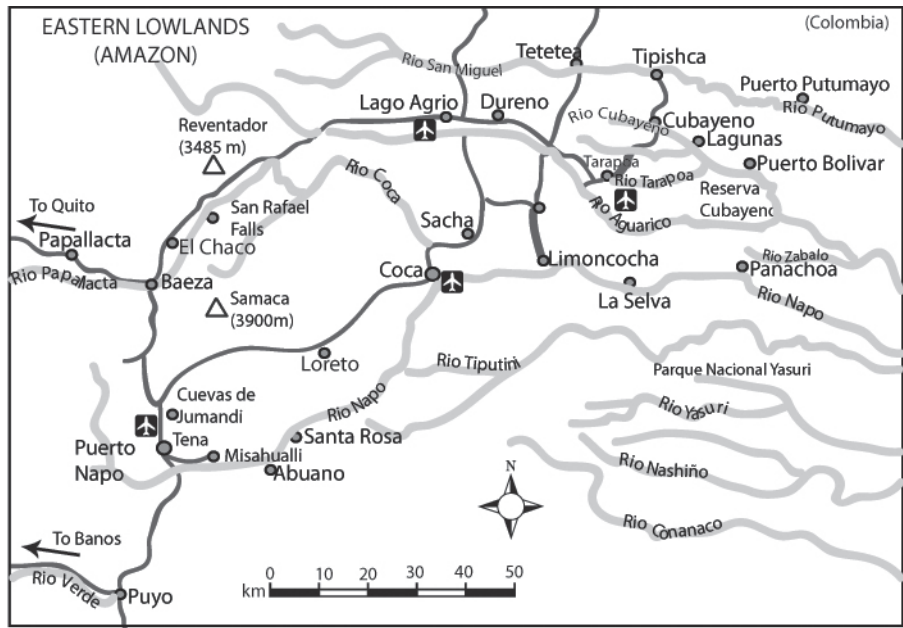 EASTERN LOWLANDS
(AMAZON)
(Colombia)
Tetetea
Tipishca
Rio San Miguel
Puerto Putumayo
Rio Putumayo
Lago Agrio
Dureno
Rio Cubayeno
Cubayeno
Lagunas
Reventador
(3485 m)
Puerto Bolivar
Tarapoa
Rio Tarapoa
Rio Coca
Reserva
Cubayeno
To Quito
San Rafael
Falls
Rio Aguarico
Papallacta
El Chaco
Sacha
Rio Zabalo
Rio Papallacta
Baeza
Coca
Limoncocha
Panachoa
Samaca
(3900m)
La Selva
Rio Napo
Loreto
Rio Tiputiri
Parque Nacional Yasuri
Cuevas de
Jumandi
Rio Napo
Rio Yasuri
Tena
Santa Rosa
Puerto
Napo
Misahualli
Abuano
N
Rio Nashiño
Rio Conanaco
To Banos
Rio Verde
Puyo
km
0 10 20 30 40 50